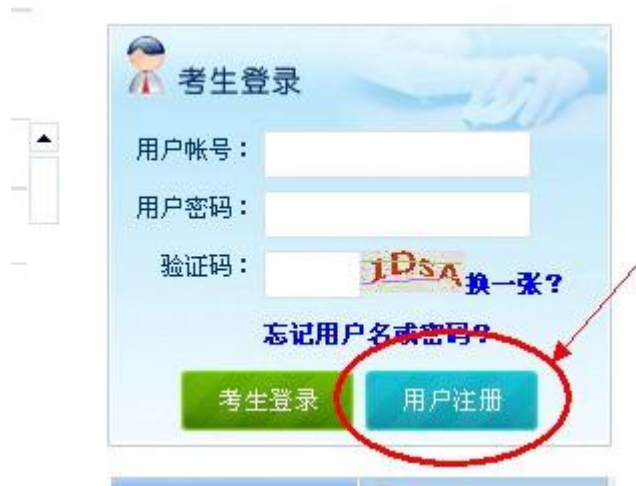 考生登录
用户帐号：
用户密码：
验证码：
1DsA 换一张?
忘记用户名或密码?
考生登录 用户注册